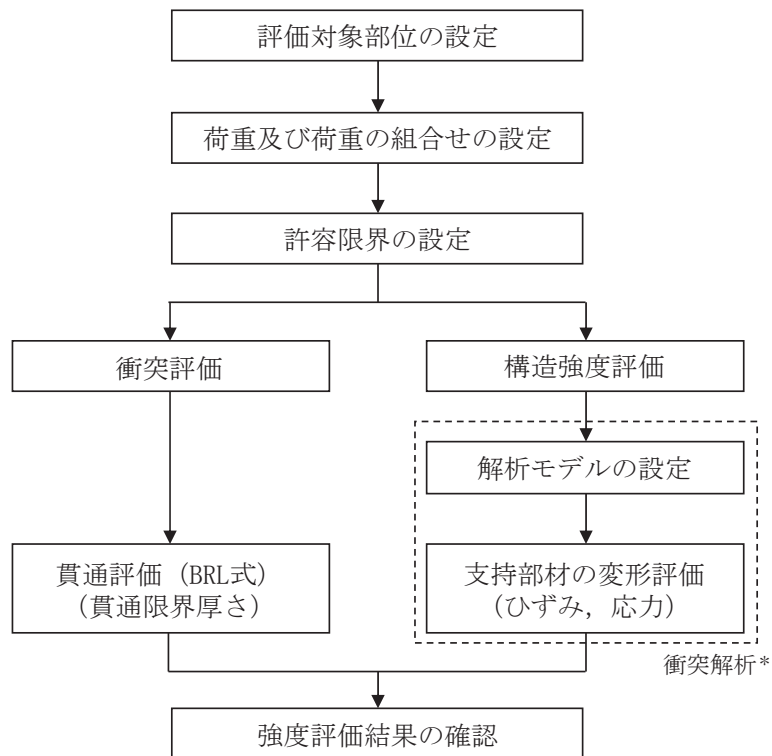 評価対象部位の設定
荷重及び荷重の組合せの設定
許容限界の設定
衝突評価
構造強度評価
解析モデルの設定
貫通評価（BRL式）
（貫通限界厚さ）
支持部材の変形評価
（ひずみ，応力）
衝突解析*
強度評価結果の確認